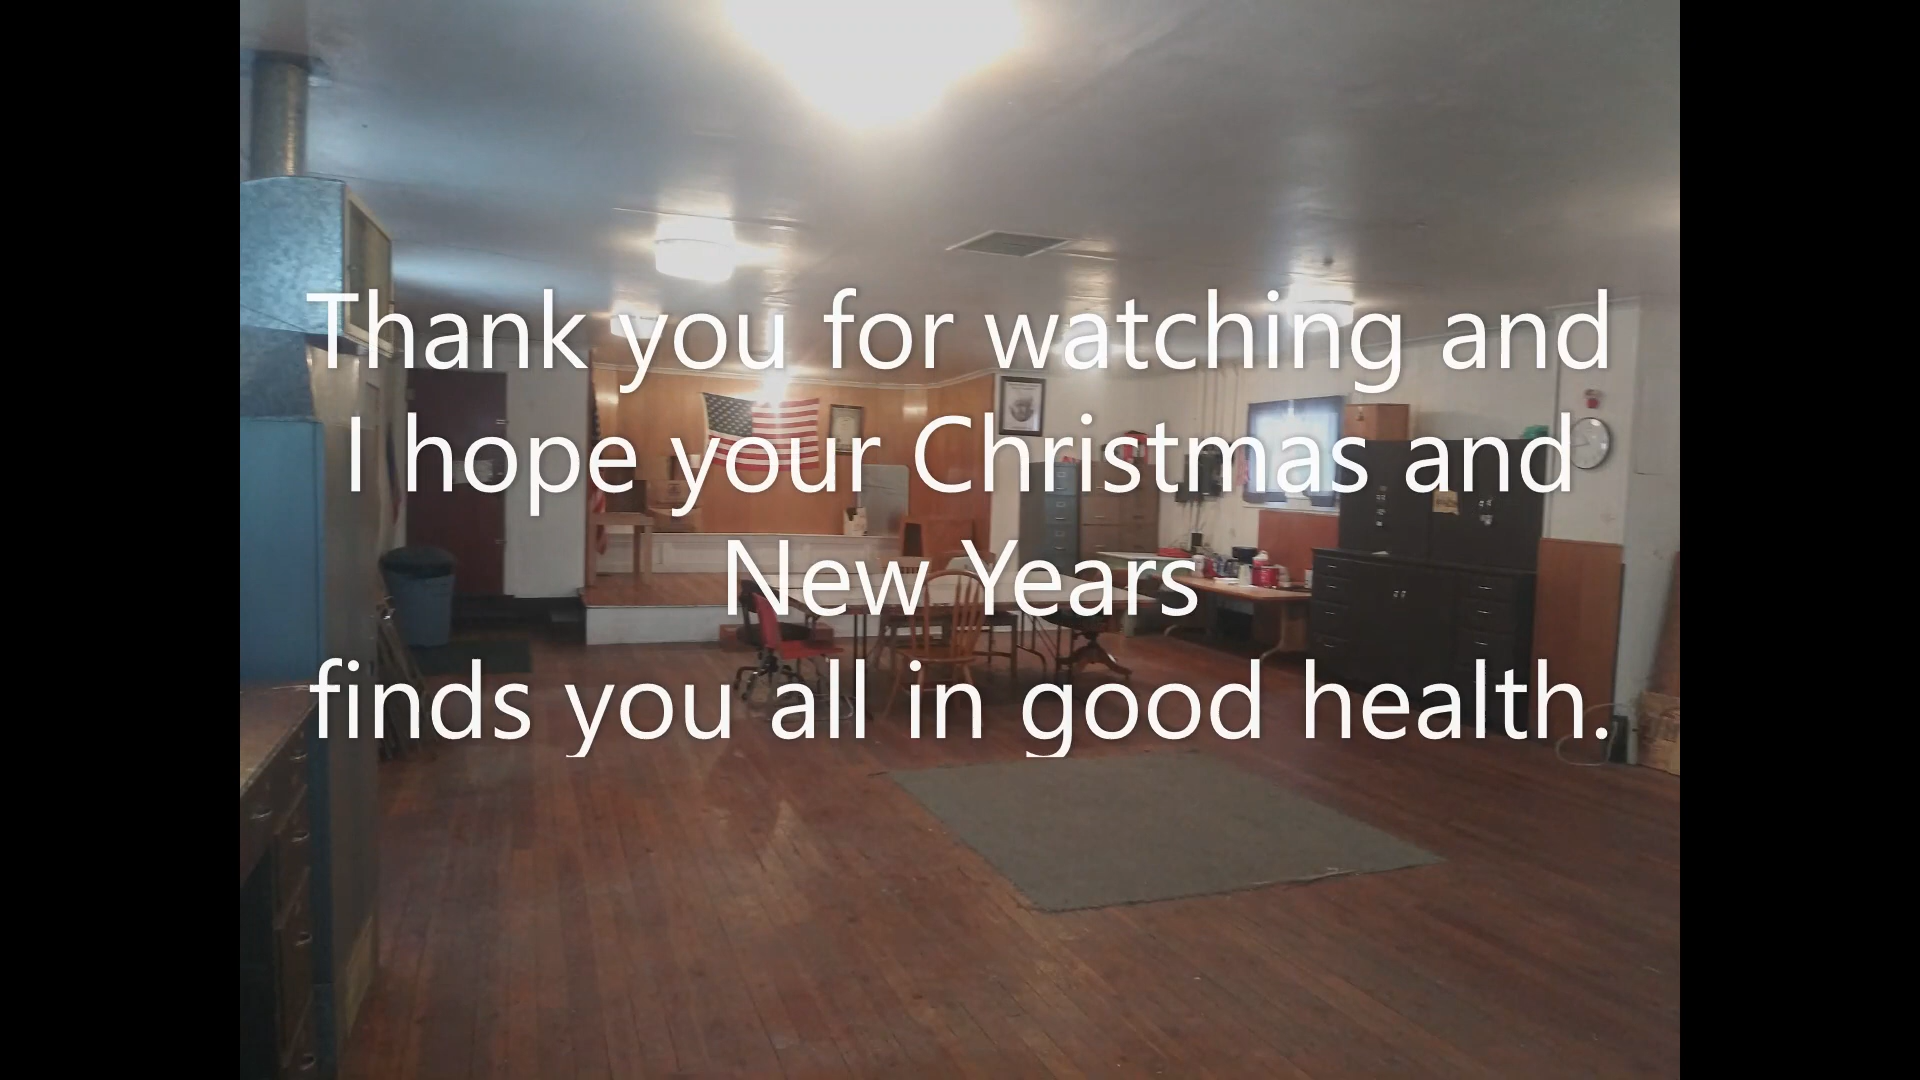 Thank you for watching and
I hope your Christmas and
New Years
finds you all in good health.